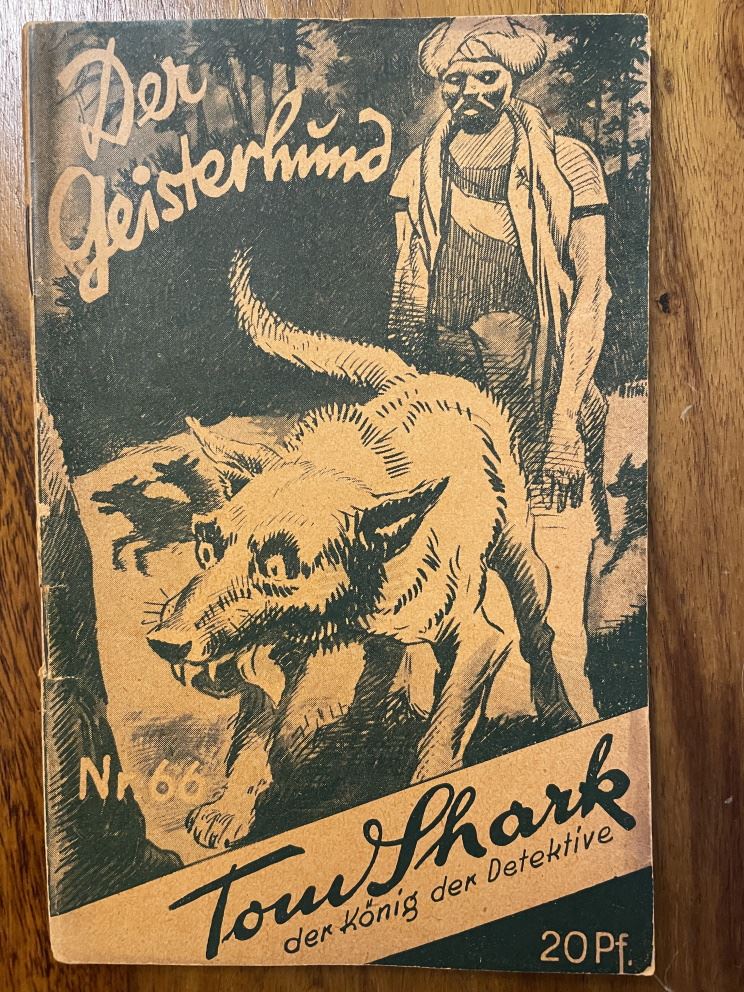 Der
Geisterhund
Nr. 66
Tom Shark
der König der Detektive
20 Pf.